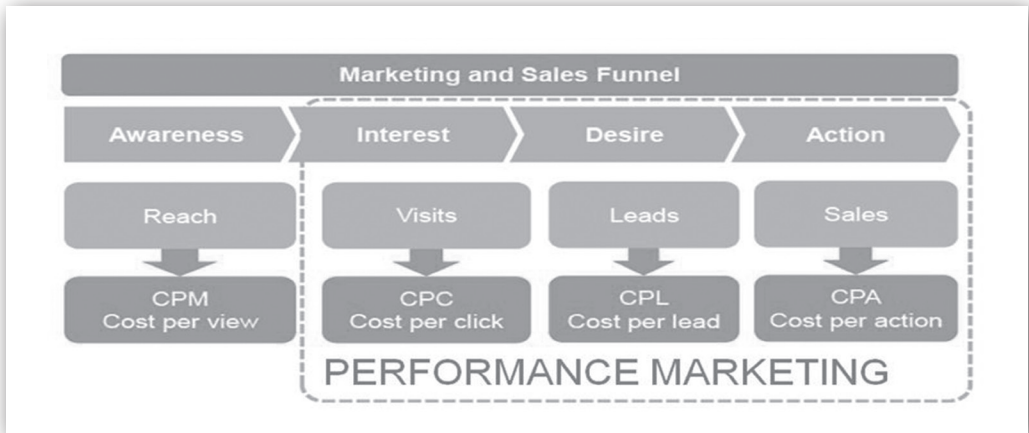 Marketing and Sales Funnel
Awareness
Interest
Desire
Action
Reach
Visits
Leads
Sales
CPM
Cost per view
CPC
Cost per click
CPL
Cost per lead
CPA
Cost per action
PERFORMANCE MARKETING